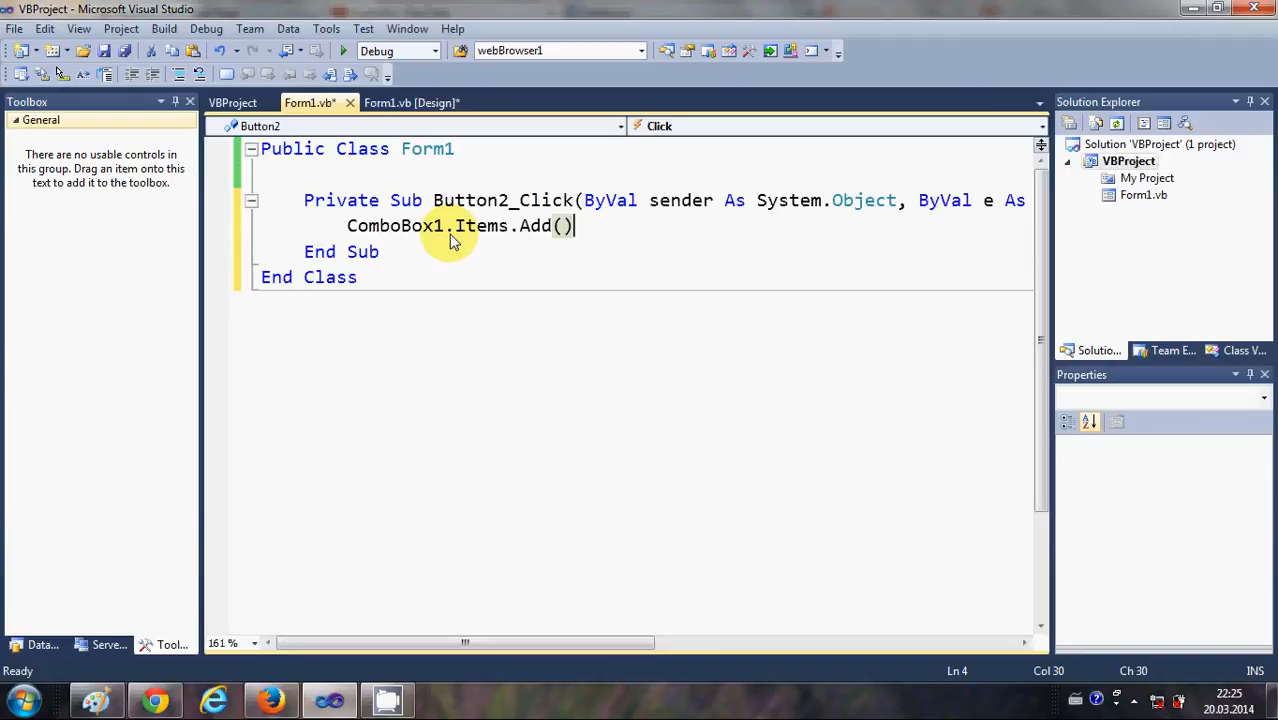 VBProject - Microsoft Visual Studio
File Edit View Project Build Debug Team Data Tools Test Window Help
Debug webBrowser1
Toolbox
General
There are no usable controls in
this group. Drag an item onto this
text to add it to the toolbox.
Data...
Serve...
Tool...
VBProject
Form1.vb*
Form1.vb [Design]*
Button2
Click
Public Class Form1
Private Sub Button2_Click(ByVal sender As System.Object, ByVal e As
ComboBox1.Items.Add()
End Sub
End Class
161 %
Solution Explorer
Solution 'VBProject' (1 project)
VBProject
My Project
Form1.vb
Solutio...
Team E...
Class V...
Properties
Ready
Ln 4
Col 30
Ch 30
INS
22:25
20.03.2014